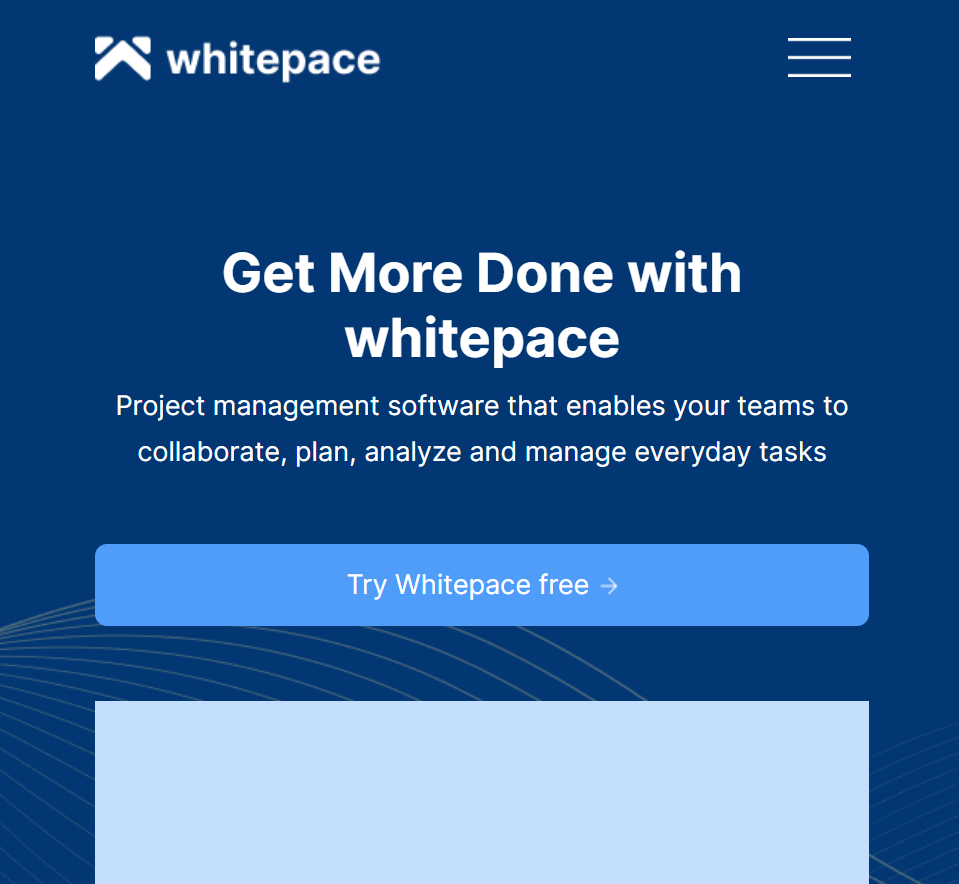 whitepace
Get More Done with
whitepace
Project management software that enables your teams to
collaborate, plan, analyze and manage everyday tasks
Try Whitepace free →